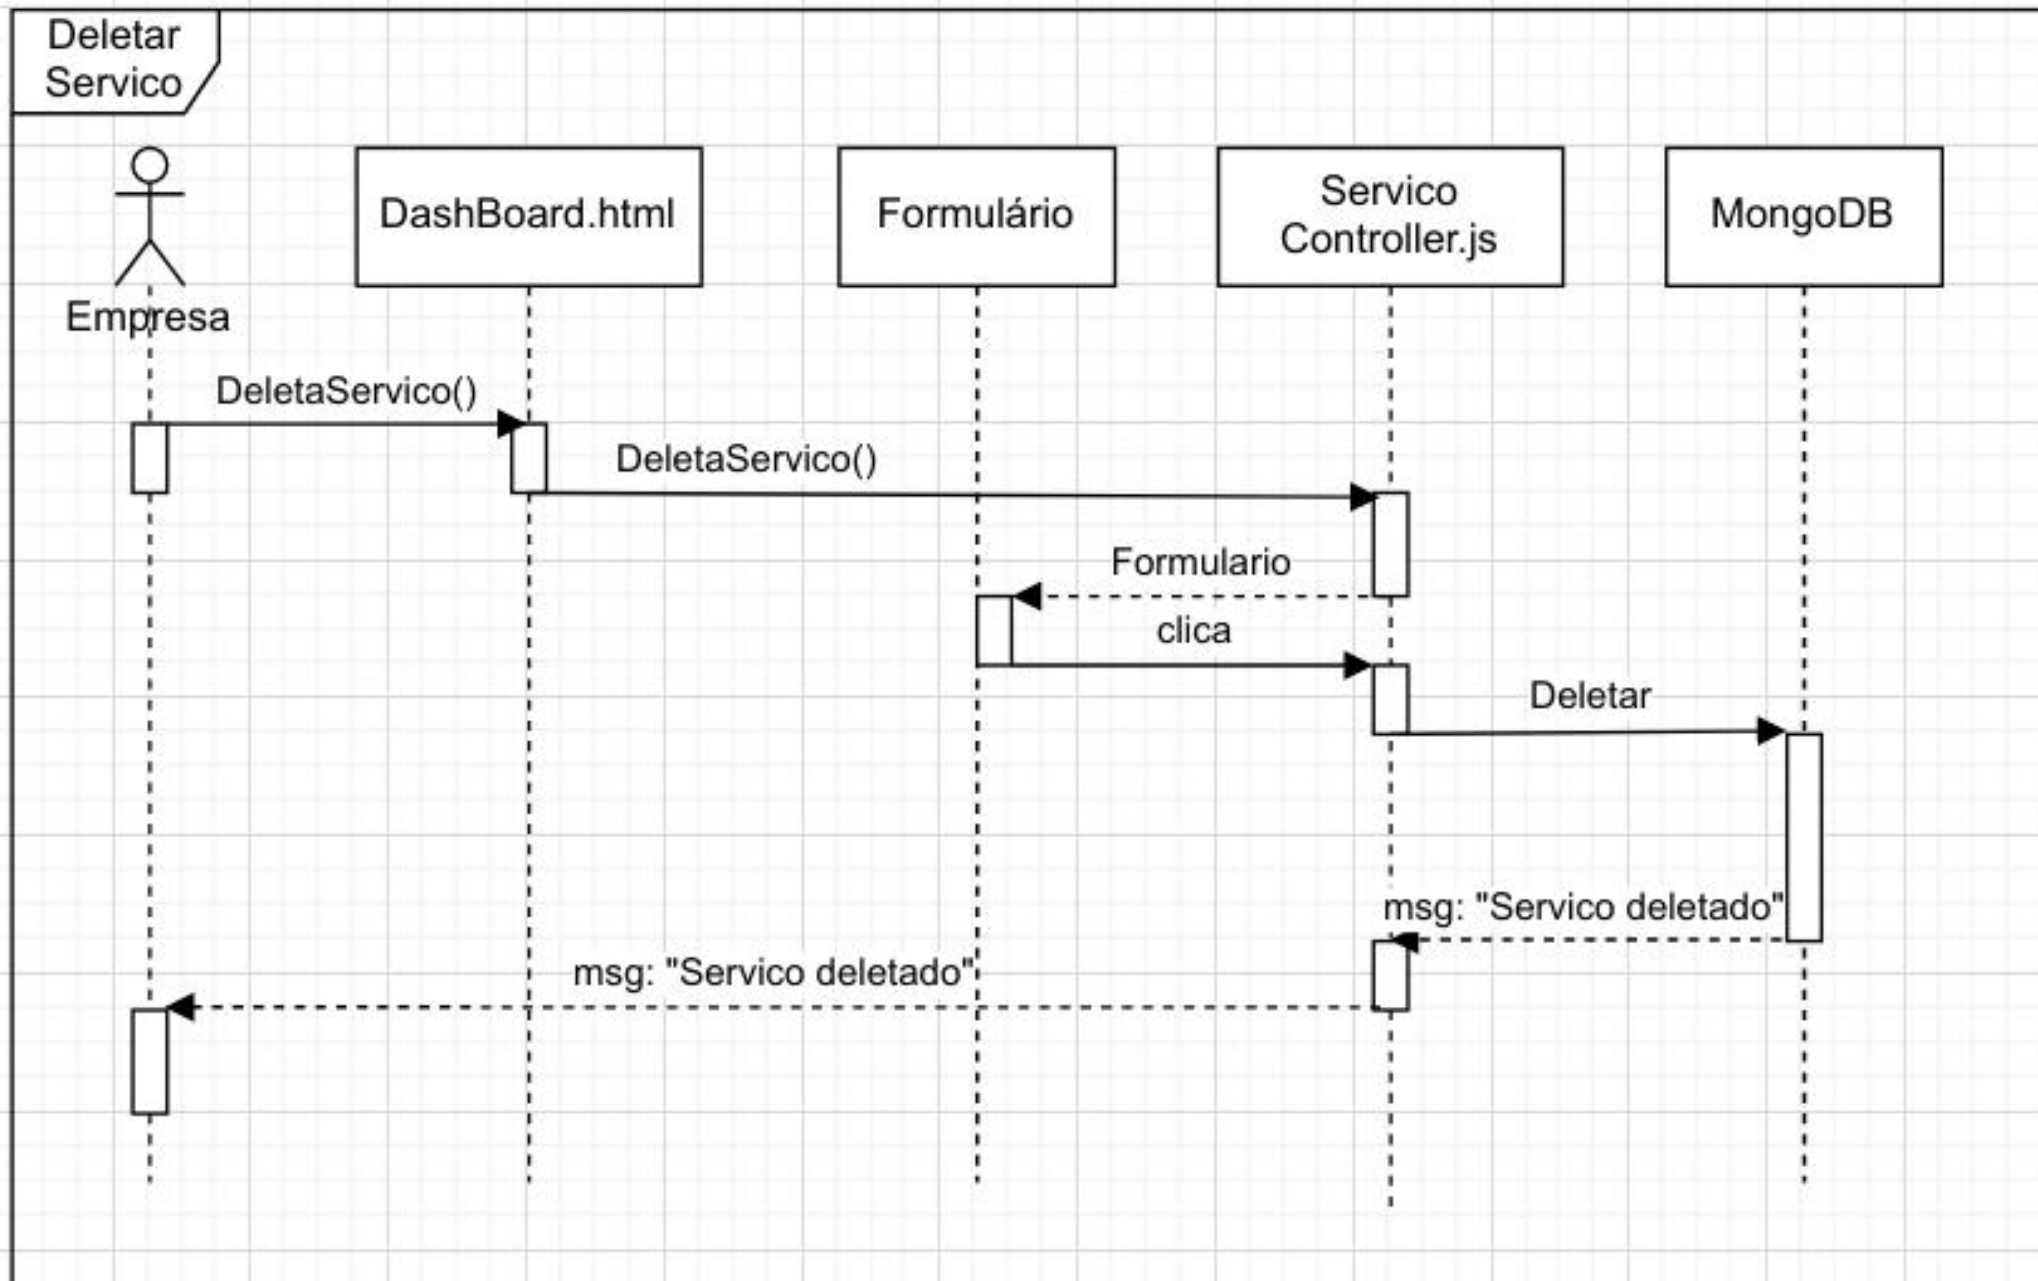 Deletar
Servico
DashBoard.html
Formulário
Servico
Controller.js
MongoDB
Empresa
DeletaServico()
DeletaServico()
Formulario
clica
Deletar
msg: "Servico deletado"
msg: "Servico deletado"